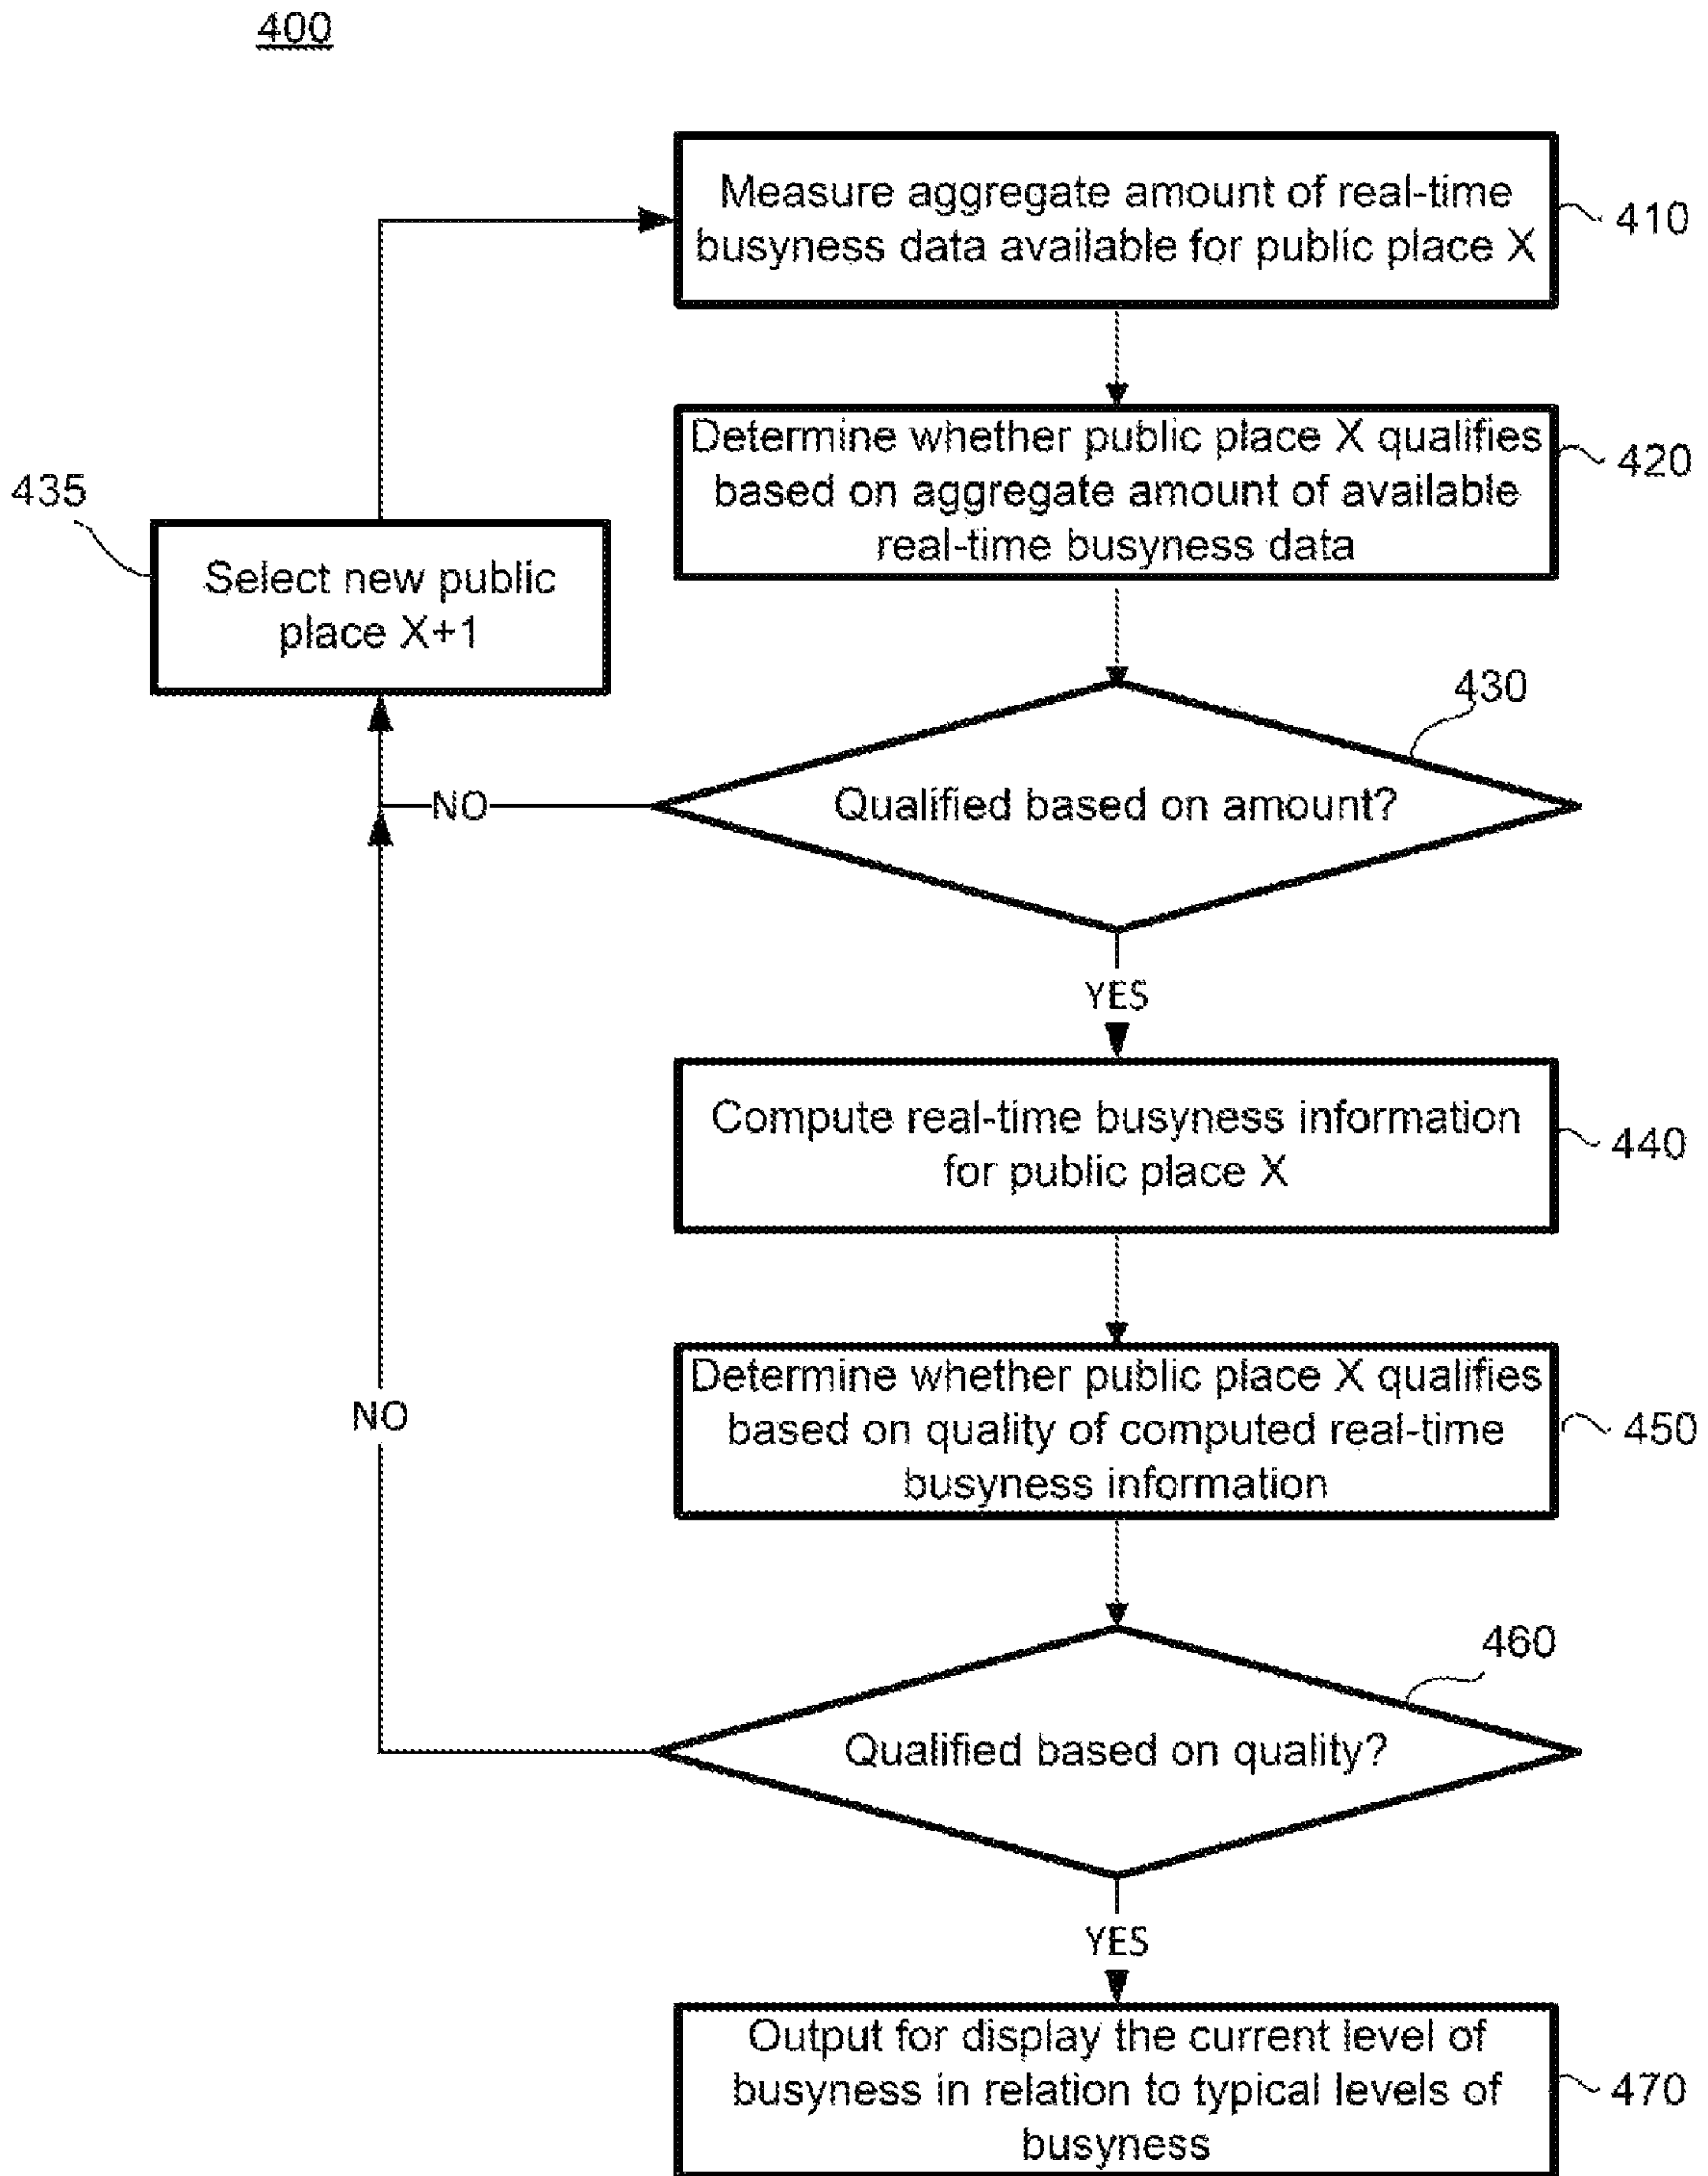 400
Measure aggregate amount of real-time
busyness data available for public place X
410
Determine whether public place X qualifies
based on aggregate amount of available
real-time busyness data
420
435
Select new public
place X+1
430
Qualified based on amount?
NO
YES
Compute real-time busyness information
for public place X
440
Determine whether public place X qualifies
based on quality of computed real-time
busyness information
450
NO
460
Qualified based on quality?
YES
Output for display the current level of
busyness in relation to typical levels of
busyness
470